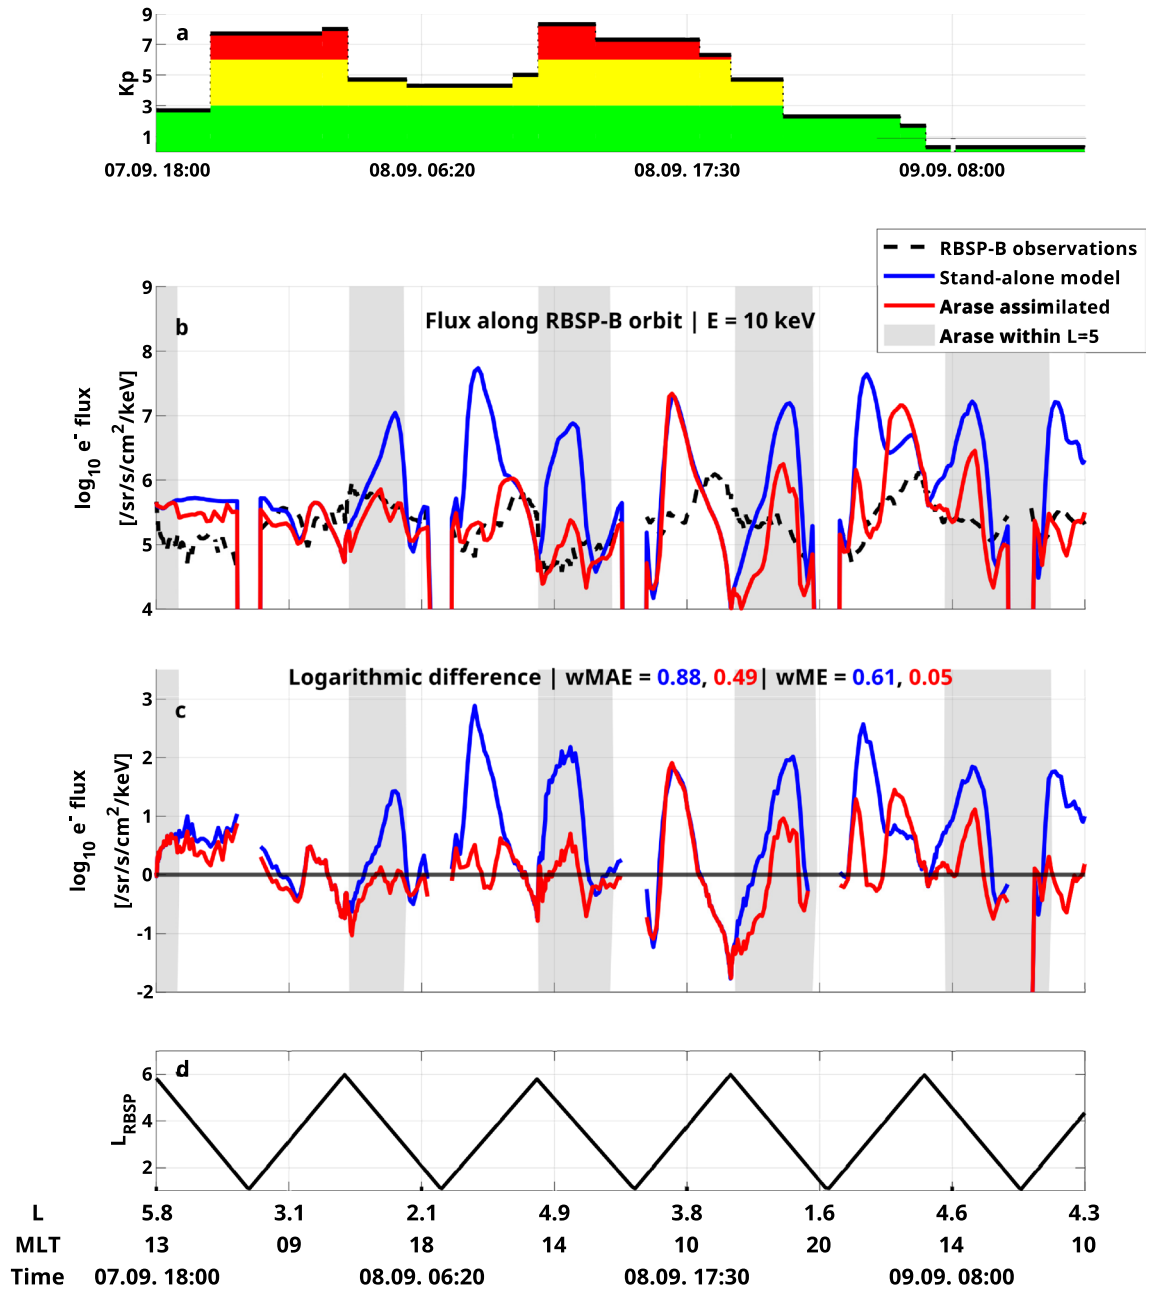 a
Kp
9
7
5
3
1
07.09. 18:00 08.09. 06:20 08.09. 17:30 09.09. 08:00
RBSP-B observations
Stand-alone model
Arase assimilated
Arase within L=5
b
Flux along RBSP-B orbit | E = 10 keV
log10 e- flux
[/sr/s/cm2/keV]
9
8
7
6
5
4
Logarithmic difference | wMAE = 0.88, 0.49| wME = 0.61, 0.05
c
log10 e- flux
[/sr/s/cm2/keV]
3
2
1
0
-1
-2
d
LRBSP
6
4
2
L 5.8 3.1 2.1 4.9 3.8 1.6 4.6 4.3
MLT 13 09 18 14 10 20 14 10
Time 07.09. 18:00 08.09. 06:20 08.09. 17:30 09.09. 08:00